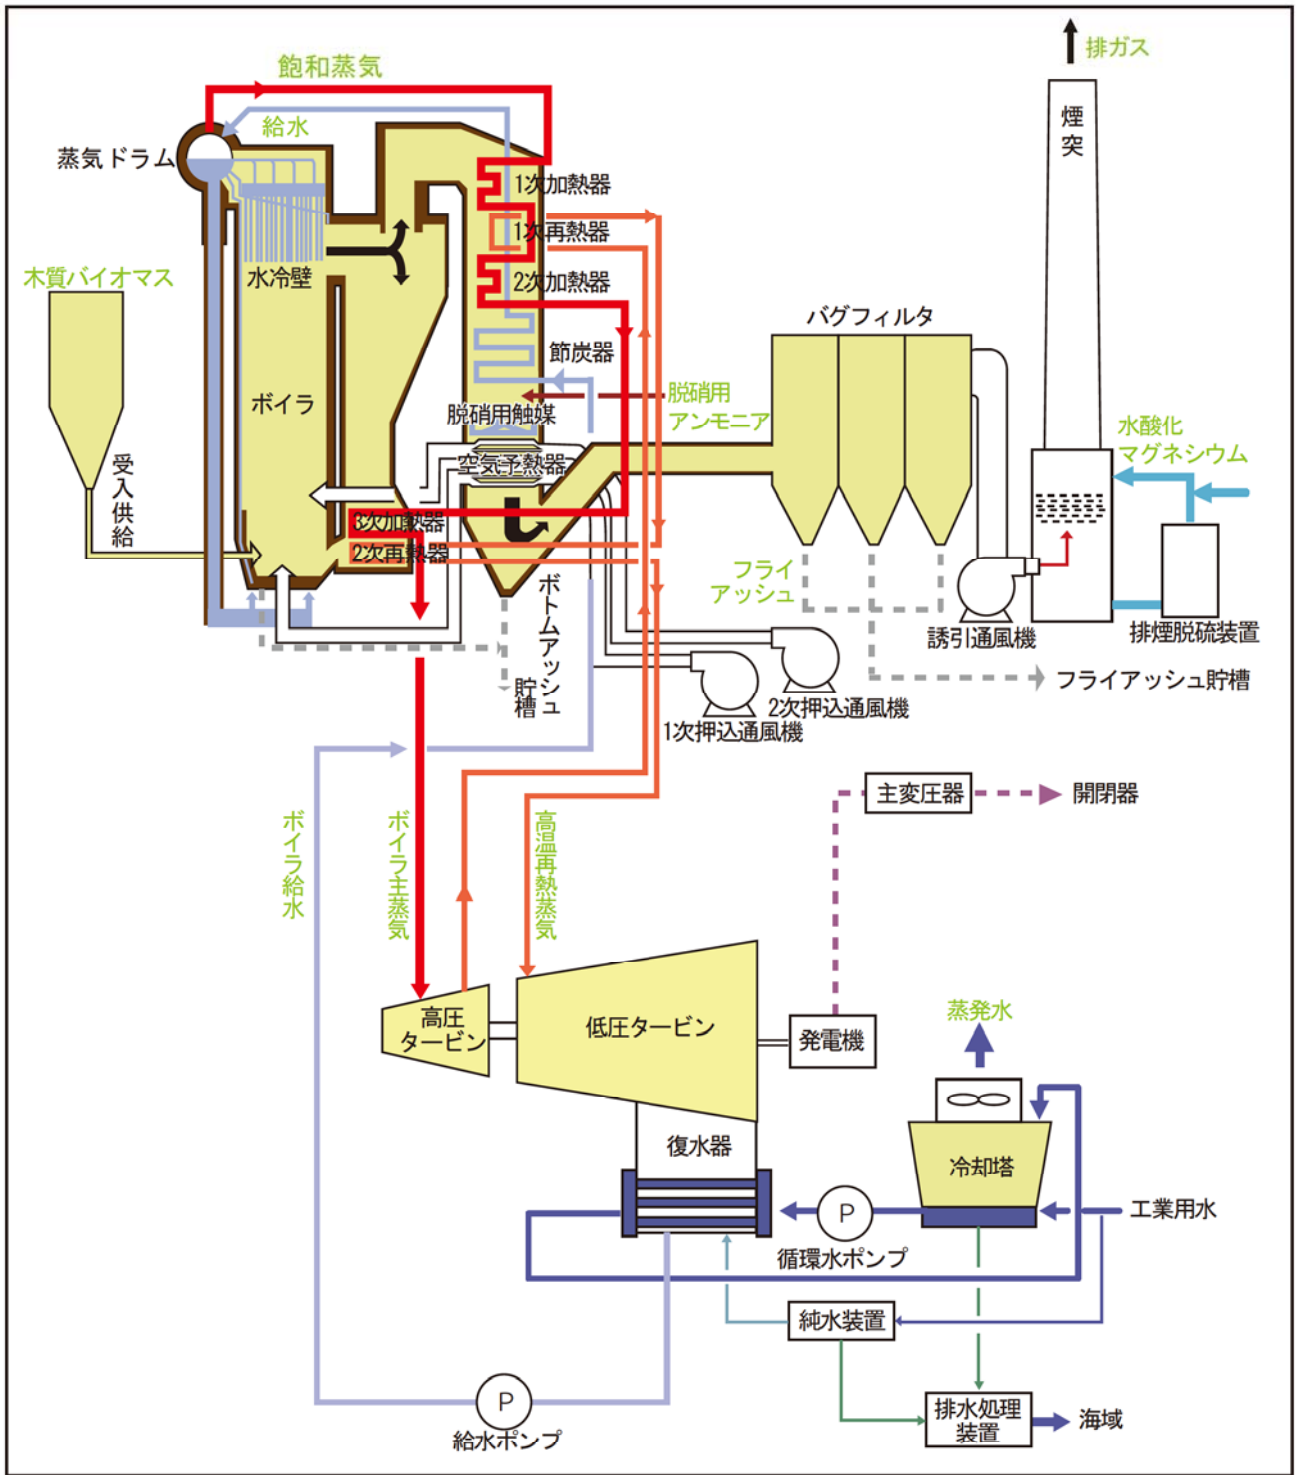 排ガス
飽和蒸気
煙突
給水
蒸気ドラム
1次加熱器
1次再熱器
木質バイオマス
水冷壁
2次加熱器
バグフィルタ
節炭器
脱硝用
アンモニア
ボイラ
脱硝用触媒
水酸化
マグネシウム
空気予熱器
受入供給
3次加熱器
2次再熱器
フライ
アッシュ
ボトムアッシュ
貯槽
誘引通風機
排煙脱硫装置
フライアッシュ貯槽
2次押込通風機
1次押込通風機
主変圧器
開閉器
ボイラ給水
ボイラ主蒸気
高温再熱蒸気
蒸発水
高圧
タービン
低圧タービン
発電機
復水器
冷却塔
P
工業用水
循環水ポンプ
純水装置
P
給水ポンプ
排水処理
装置
海域